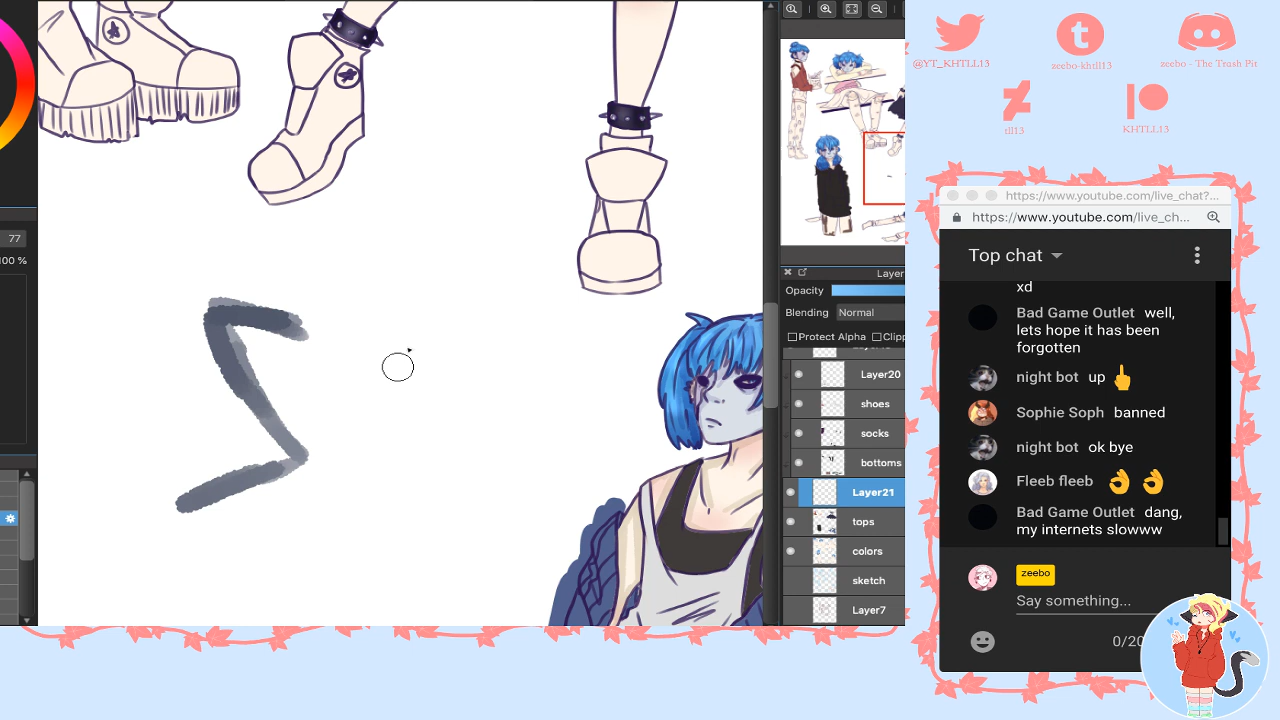 @YT_KHTLL13
zeebo-khtll13
zeebo - The Trash Pit
tll13
KHTLL13
77
00 %
Layer
Opacity
Blending Normal
Protect Alpha Clipp
Layer20
shoes
socks
bottoms
Layer21
tops
colors
sketch
Layer7
https://www.youtube.com/live_chat?...
https://www.youtube.com/live_ch...
Top chat
xd
Bad Game Outlet well,
lets hope it has been
forgotten
night bot up 🖕
Sophie Soph banned
night bot ok bye
Fleeb fleeb 👌 👌
Bad Game Outlet dang,
my internets slowww
zeebo
Say something...
0/20